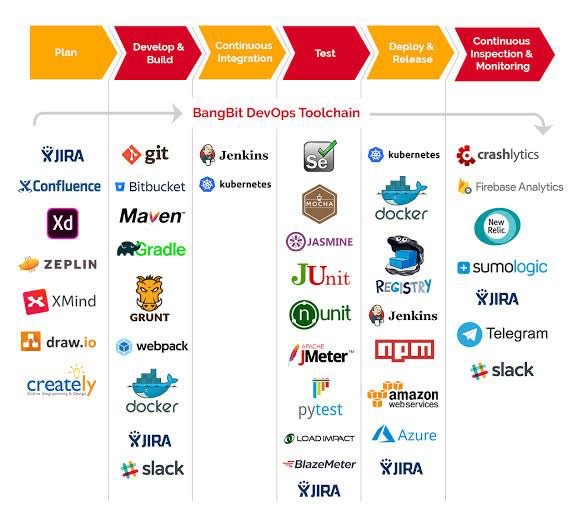 Plan
Develop &
Build
Continuous
Integration
Test
Deploy &
Release
Continuous
Inspection &
Monitoring
BangBit DevOps Toolchain
JIRA
Confluence
Xd
ZEPLIN
XMind
draw.io
creately
Online Diagramming & Design
git
Bitbucket
Maven™
Gradle
GRUNT
webpack
docker
JIRA
slack
Jenkins
kubernetes
Se
MOCHA
JASMINE
JUnit
nunit
APACHE
JMeter™
pytest
LOAD IMPACT
BlazeMeter
JIRA
kubernetes
docker
REGISTRY
Jenkins
npm
amazon
webservices
Azure
JIRA
crashlytics
Firebase Analytics
New
Relic.
sumologic
JIRA
Telegram
slack